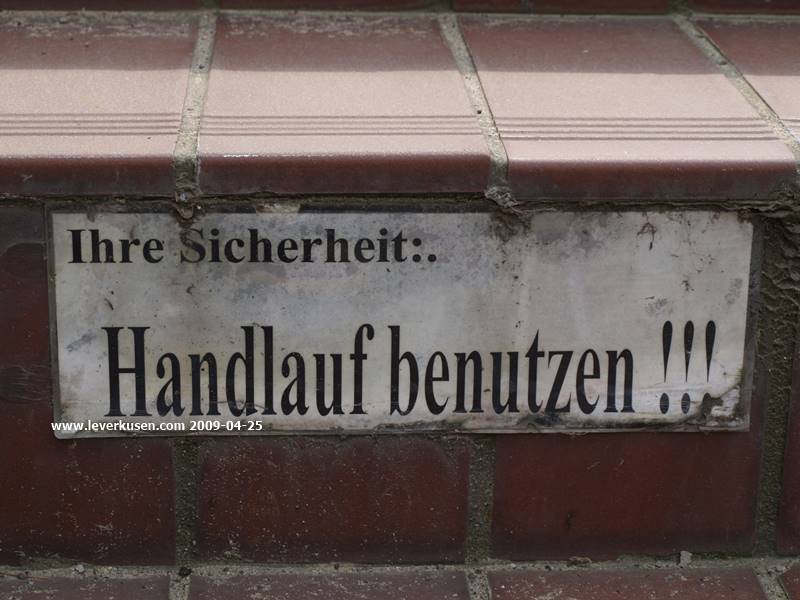 Ihre Sicherheit:.
Handlauf benutzen !!!
www.leverkusen.com 2009-04-25